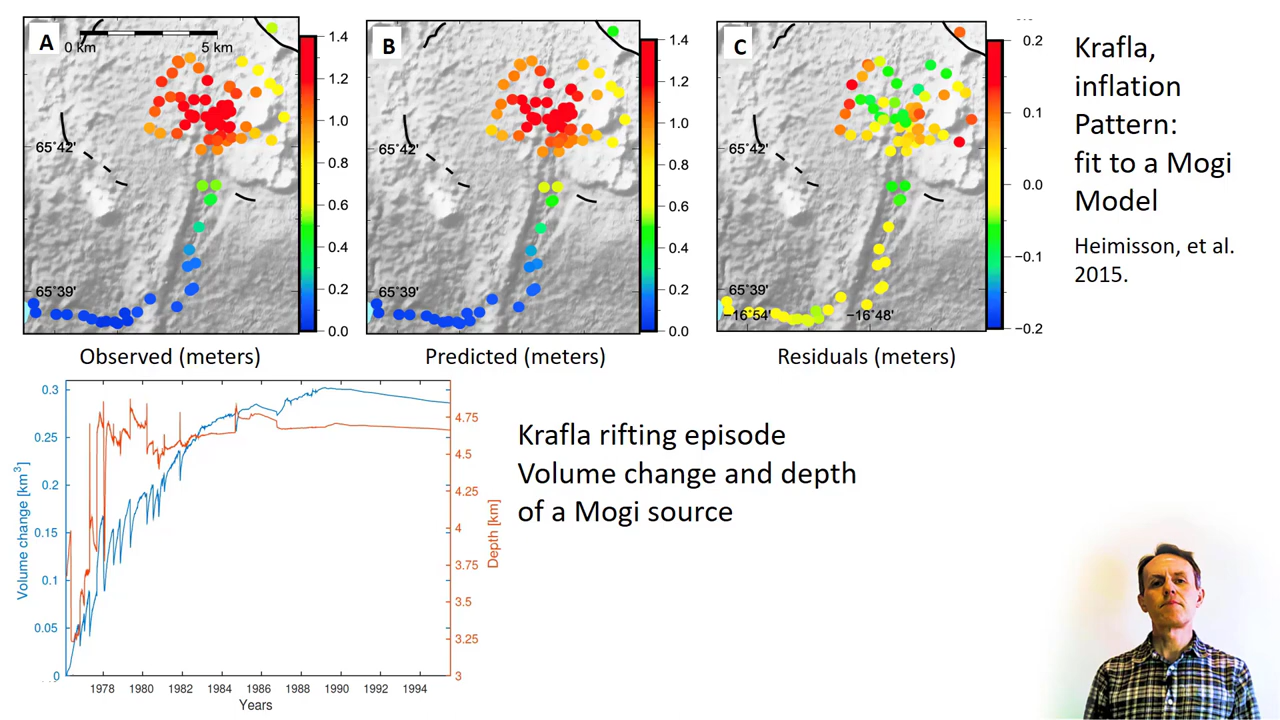 A
0 km
5 km
65°42'
65°39'
1.4
1.2
1.0
0.8
0.6
0.4
0.2
0.0
Observed (meters)
B
65°42'
65°39'
1.4
1.2
1.0
0.8
0.6
0.4
0.2
0.0
Predicted (meters)
C
65°42'
65°39'
−16°54'
−16°48'
0.2
0.1
0.0
−0.1
−0.2
Residuals (meters)
Krafla,
inflation
Pattern:
fit to a Mogi
Model
Heimisson, et al.
2015.
Volume change [km³]
0.3
0.25
0.2
0.15
0.1
0.05
0
4.75
4.5
4.25
4
3.75
3.5
3.25
3
Depth [km]
1978 1980 1982 1984 1986 1988 1990 1992 1994
Years
Krafla rifting episode
Volume change and depth
of a Mogi source